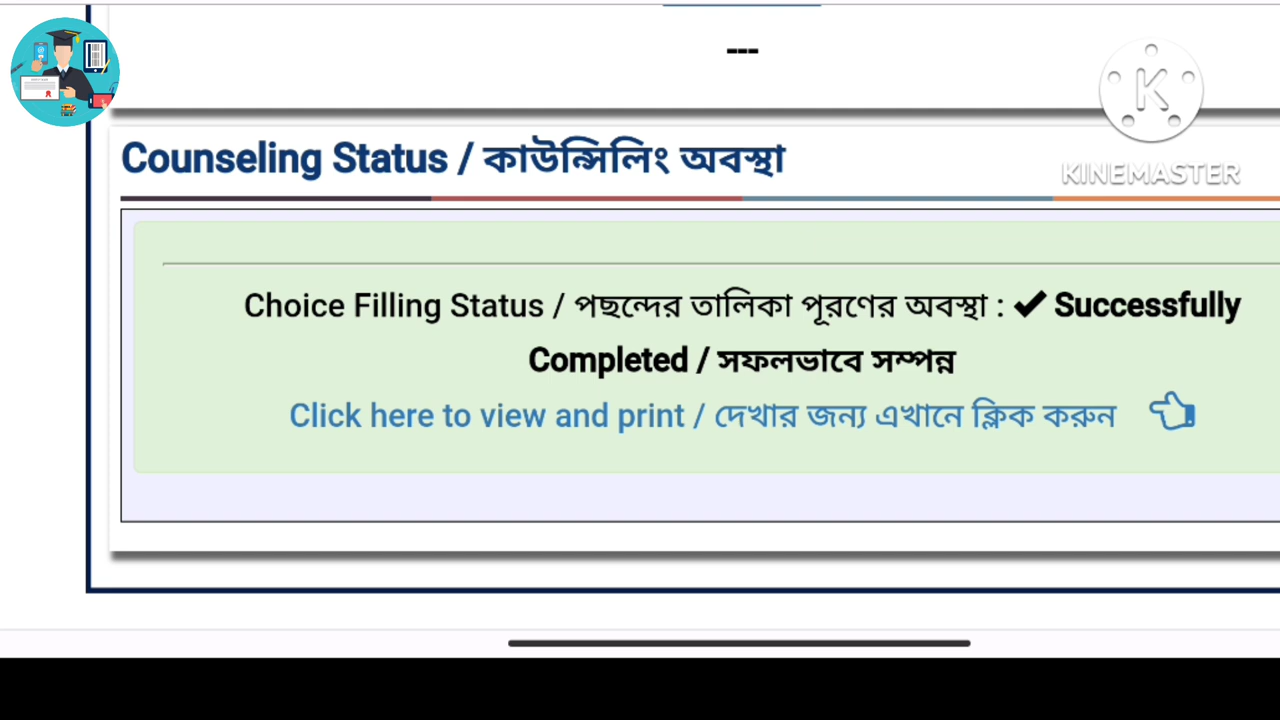 ---
K
KINEMASTER
Counseling Status / কাউন্সিলিং অবস্থা
Choice Filling Status / পছন্দের তালিকা পূরণের অবস্থা : ✔ Successfully
Completed / সফলভাবে সম্পন্ন
Click here to view and print / দেখার জন্য এখানে ক্লিক করুন